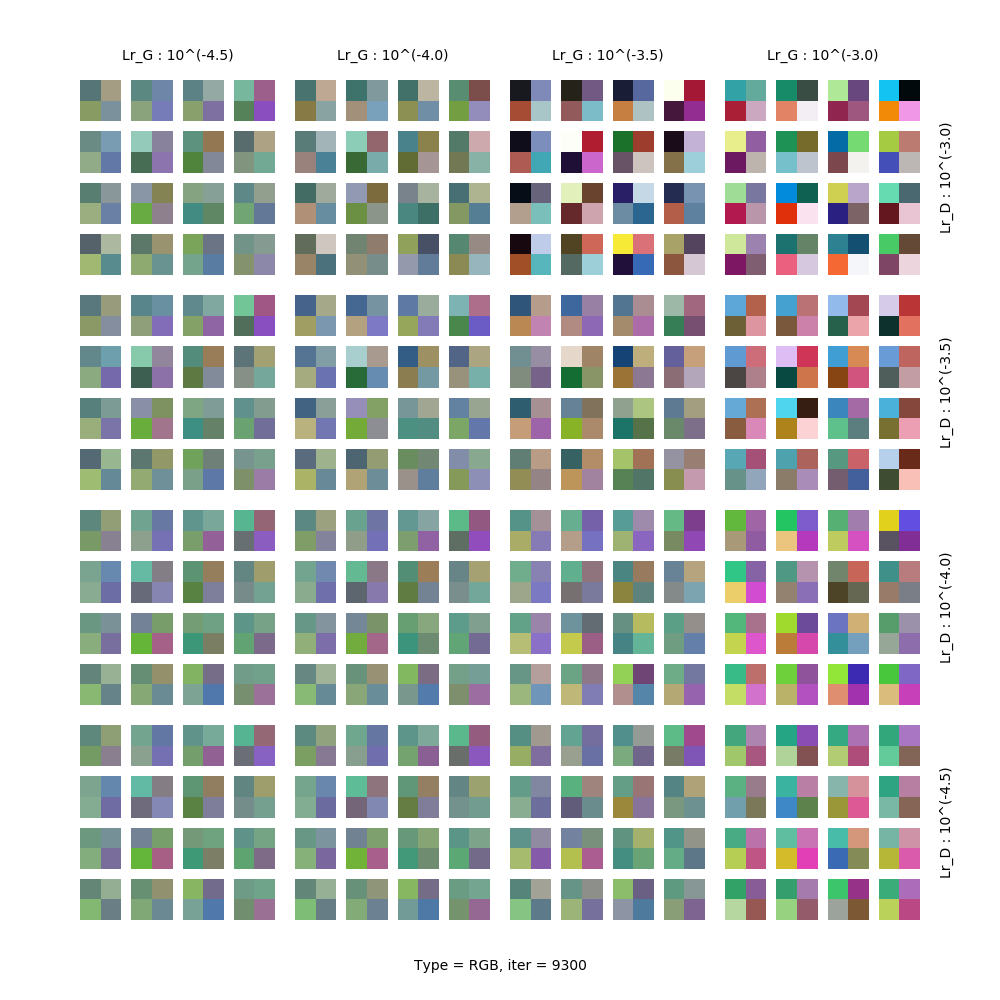 Lr_G : 10^(-4.5)
Lr_G : 10^(-4.0)
Lr_G : 10^(-3.5)
Lr_G : 10^(-3.0)
Lr_D : 10^(-3.0)
Lr_D : 10^(-3.5)
Lr_D : 10^(-4.0)
Lr_D : 10^(-4.5)
Type = RGB, iter = 9300